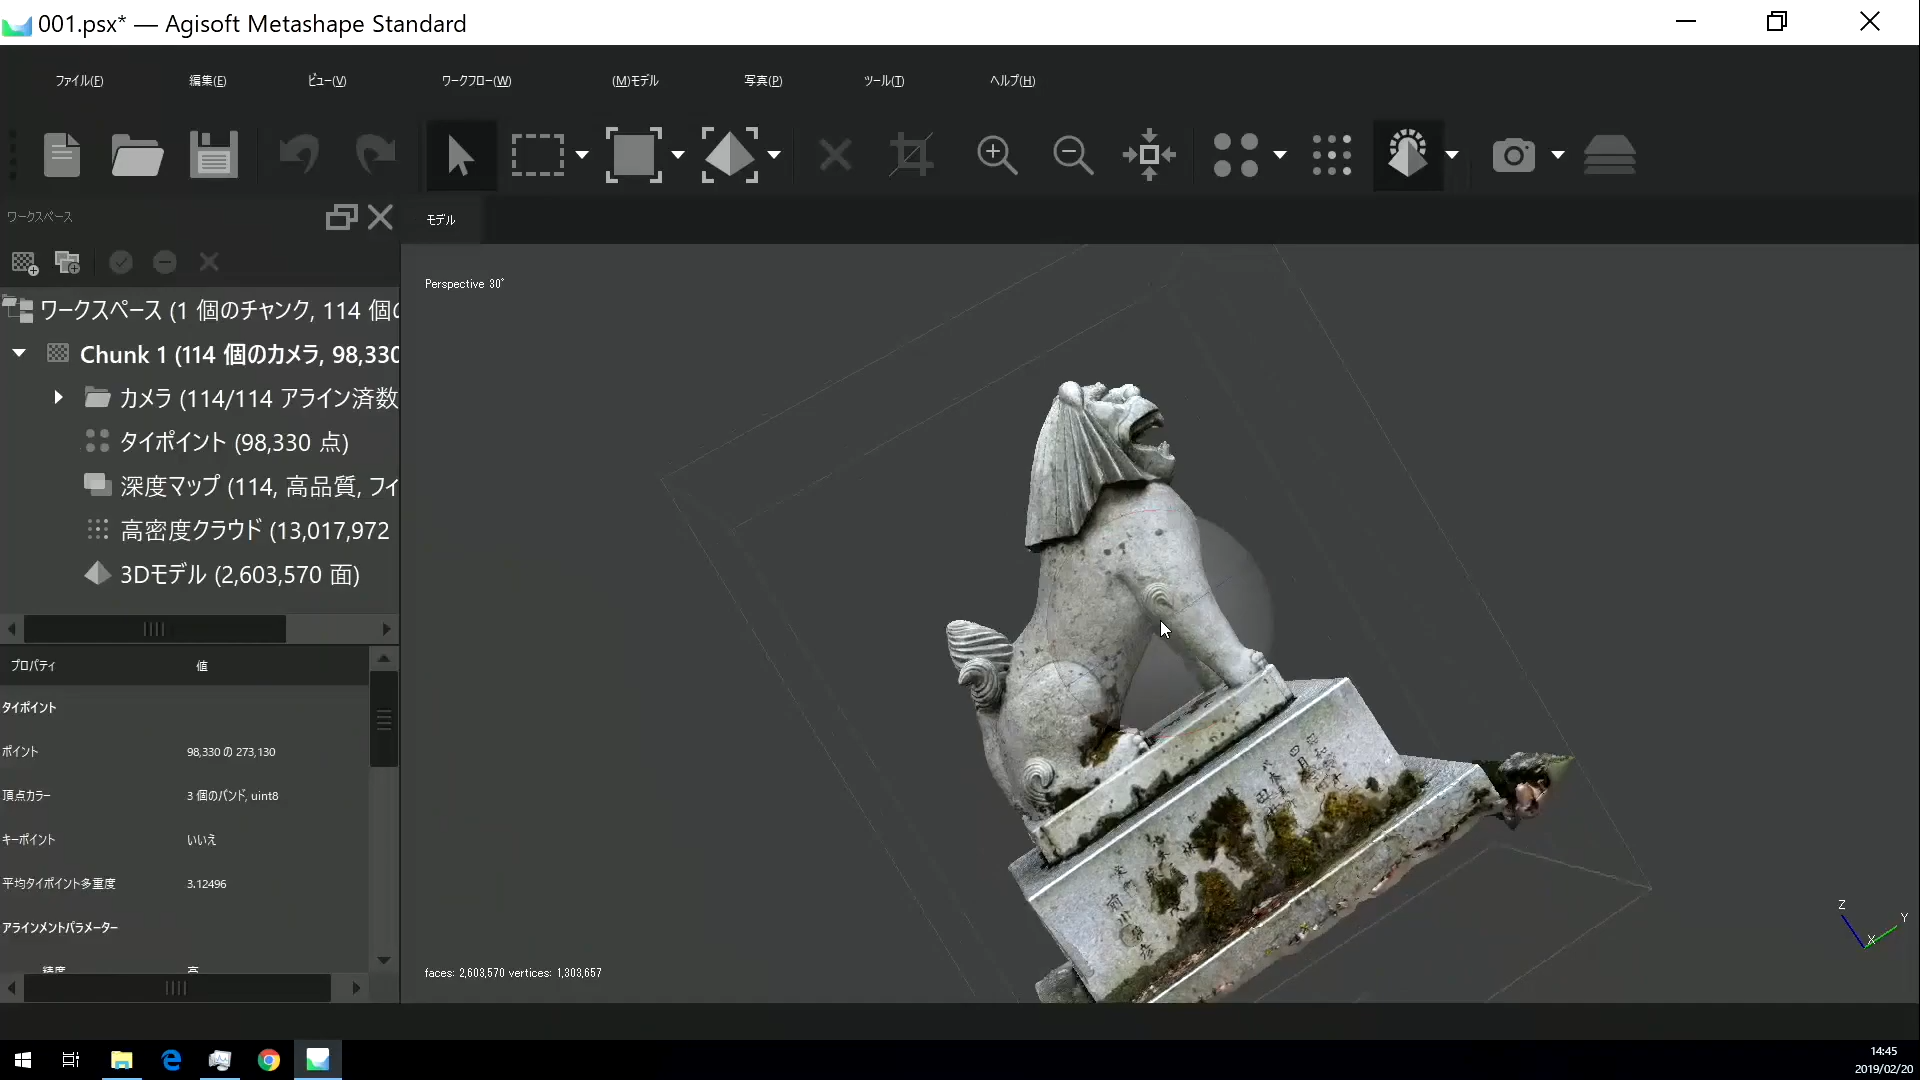 001.psx* — Agisoft Metashape Standard
ファイル(F) 編集(E) ビュー(V) ワークフロー(W) (M)モデル 写真(P) ツール(T) ヘルプ(H)
ワークスペース
モデル
Perspective 30°
ワークスペース (1 個のチャンク, 114 個の
Chunk 1 (114 個のカメラ, 98,330
カメラ (114/114 アライン済数
タイポイント (98,330 点)
深度マップ (114, 高品質, フィ
高密度クラウド (13,017,972
3Dモデル (2,603,570 面)
プロパティ 値
タイポイント
ポイント 98,330 の 273,130
頂点カラー 3 個のバンド, uint8
キーポイント いいえ
平均タイポイント多重度 3.12496
アラインメントパラメーター
精度 高
faces: 2,603,570 vertices: 1,303,657
Z
Y
X
14:45
2019/02/20